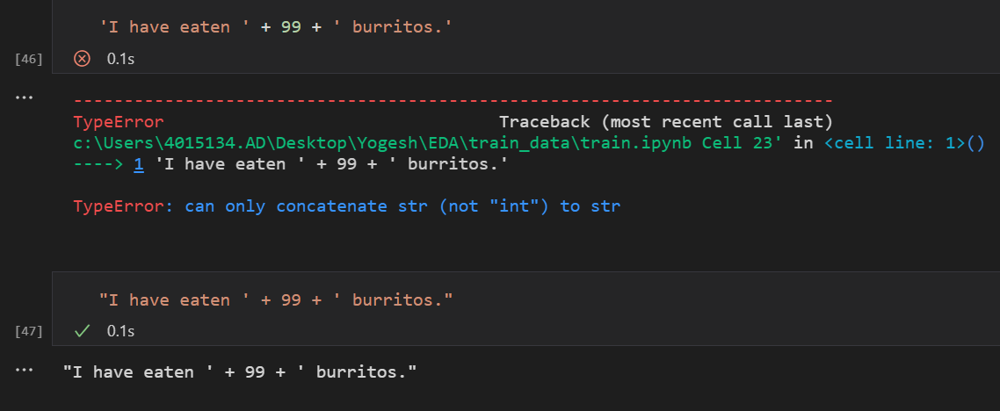 'I have eaten ' + 99 + ' burritos.'
[46] 0.1s
...
---------------------------------------------------------------------------
TypeError Traceback (most recent call last)
c:\Users\4015134.AD\Desktop\Yogesh\EDA\train_data\train.ipynb Cell 23' in <cell line: 1>()
----> 1 'I have eaten ' + 99 + ' burritos.'
TypeError: can only concatenate str (not "int") to str
"I have eaten ' + 99 + ' burritos."
[47] 0.1s
... "I have eaten ' + 99 + ' burritos."